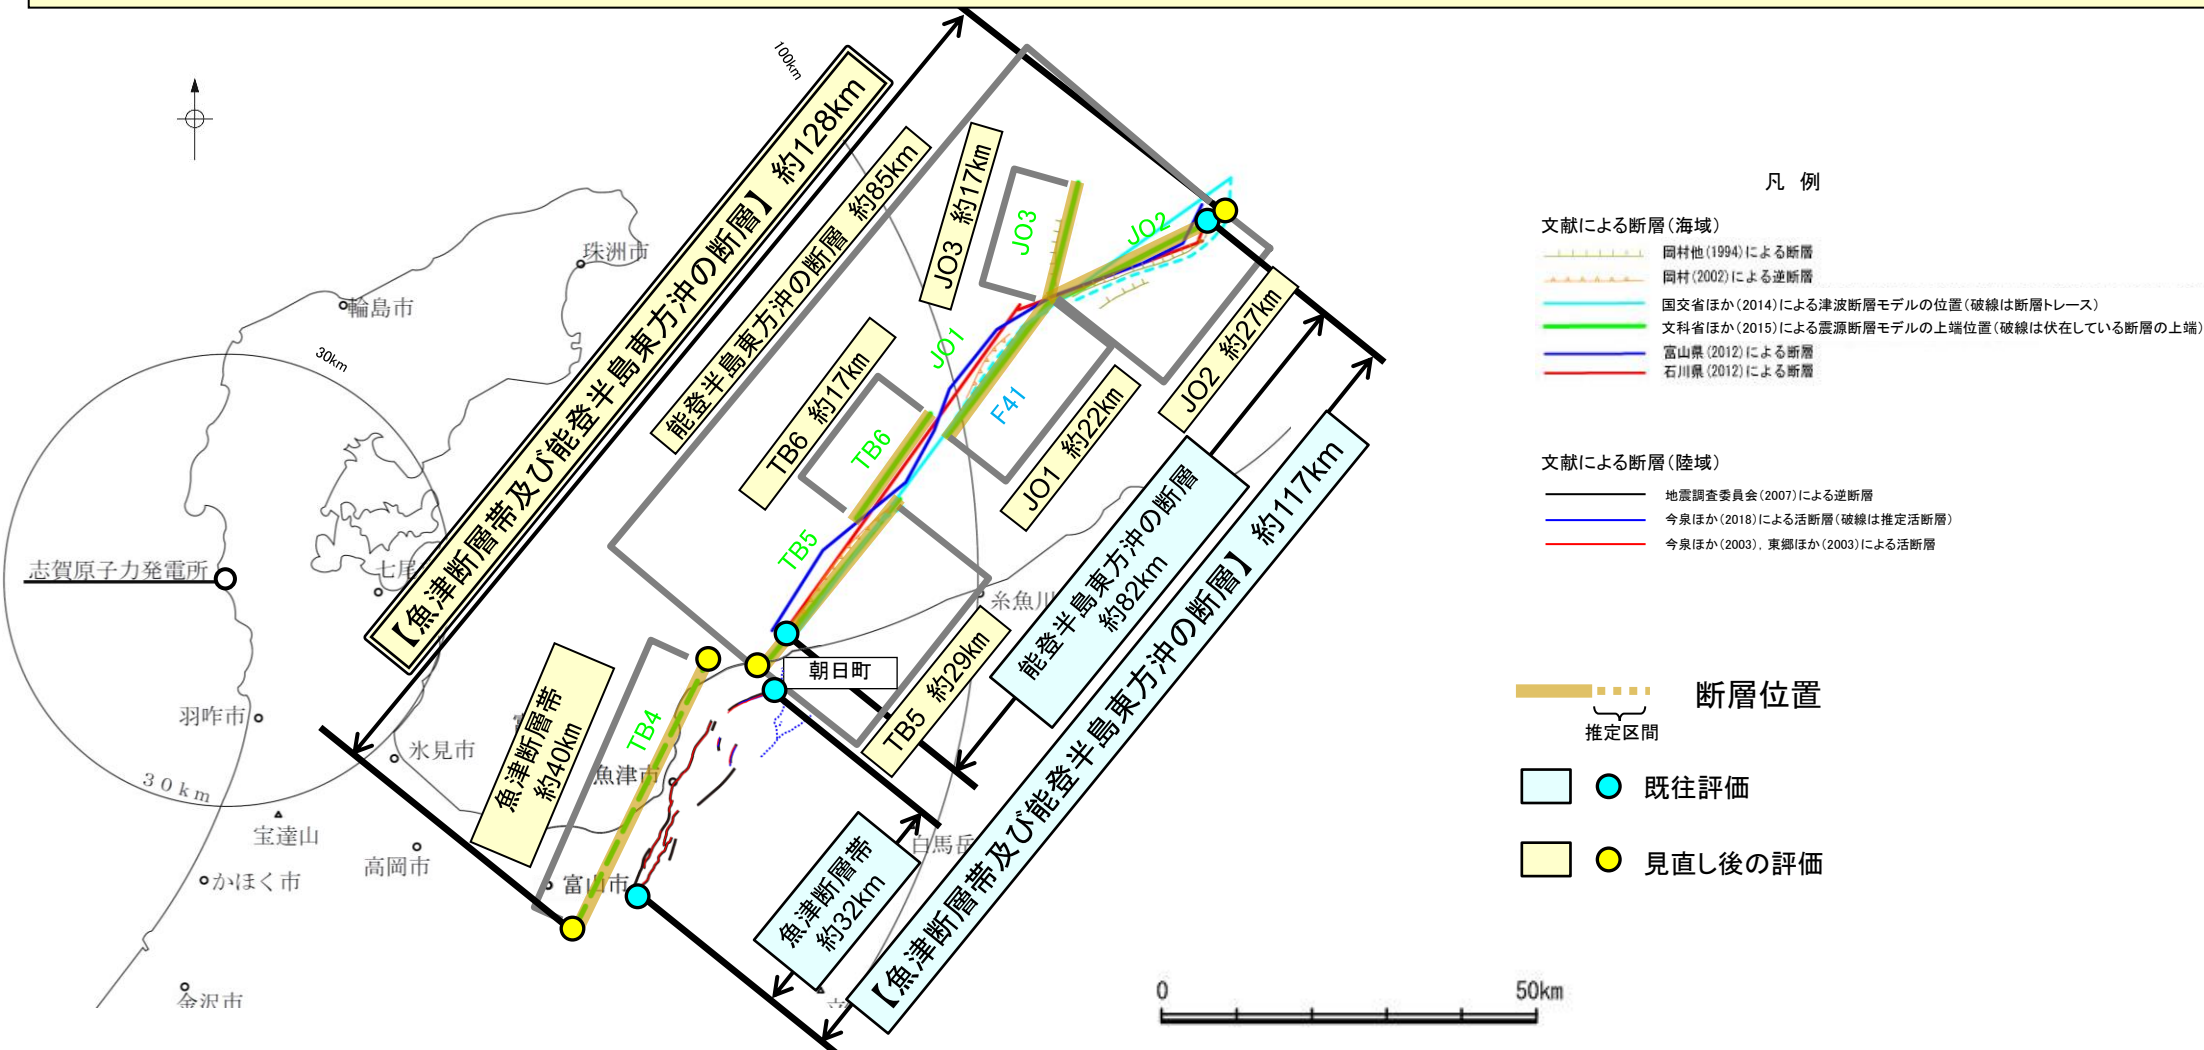 100km
【魚津断層帯及び能登半島東方沖の断層】 約128km
能登半島東方沖の断層 約85km
JO3 約17km
JO3
JO2
JO1
TB6 約17km
TB6
F41
TB5
JO2 約27km
JO1 約22km
TB5 約29km
能登半島東方沖の断層
約82km
【魚津断層帯及び能登半島東方沖の断層】 約117km
魚津断層帯
約40km
TB4
魚津断層帯
約32km
珠洲市
輪島市
30km
志賀原子力発電所
七尾
糸魚川
朝日町
羽咋市
氷見市
魚津市
30km
宝達山
高岡市
富山市
かほく市
白馬岳
金沢市
凡 例
文献による断層(海域)
岡村他(1994)による断層
岡村(2002)による逆断層
国交省ほか(2014)による津波断層モデルの位置(破線は断層トレース)
文科省ほか(2015)による震源断層モデルの上端位置(破線は伏在している断層の上端)
富山県(2012)による断層
石川県(2012)による断層
文献による断層(陸域)
地震調査委員会(2007)による逆断層
今泉ほか(2018)による活断層(破線は推定活断層)
今泉ほか(2003),東郷ほか(2003)による活断層
断層位置
推定区間
既往評価
見直し後の評価
0
50km